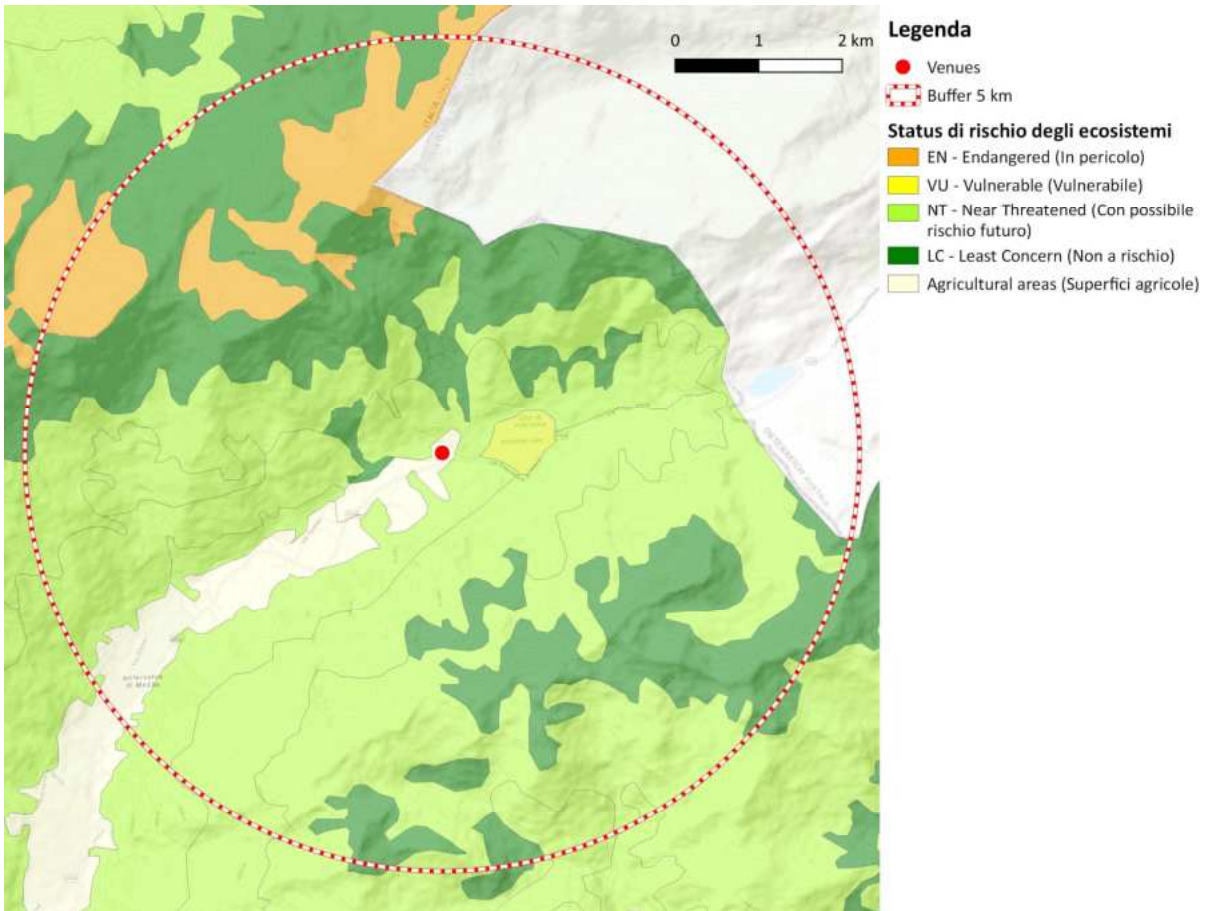 0 1 2 km
Legenda
Venues
Buffer 5 km
Status di rischio degli ecosistemi
EN - Endangered (In pericolo)
VU - Vulnerable (Vulnerabile)
NT - Near Threatened (Con possibile
rischio futuro)
LC - Least Concern (Non a rischio)
Agricultural areas (Superfici agricole)